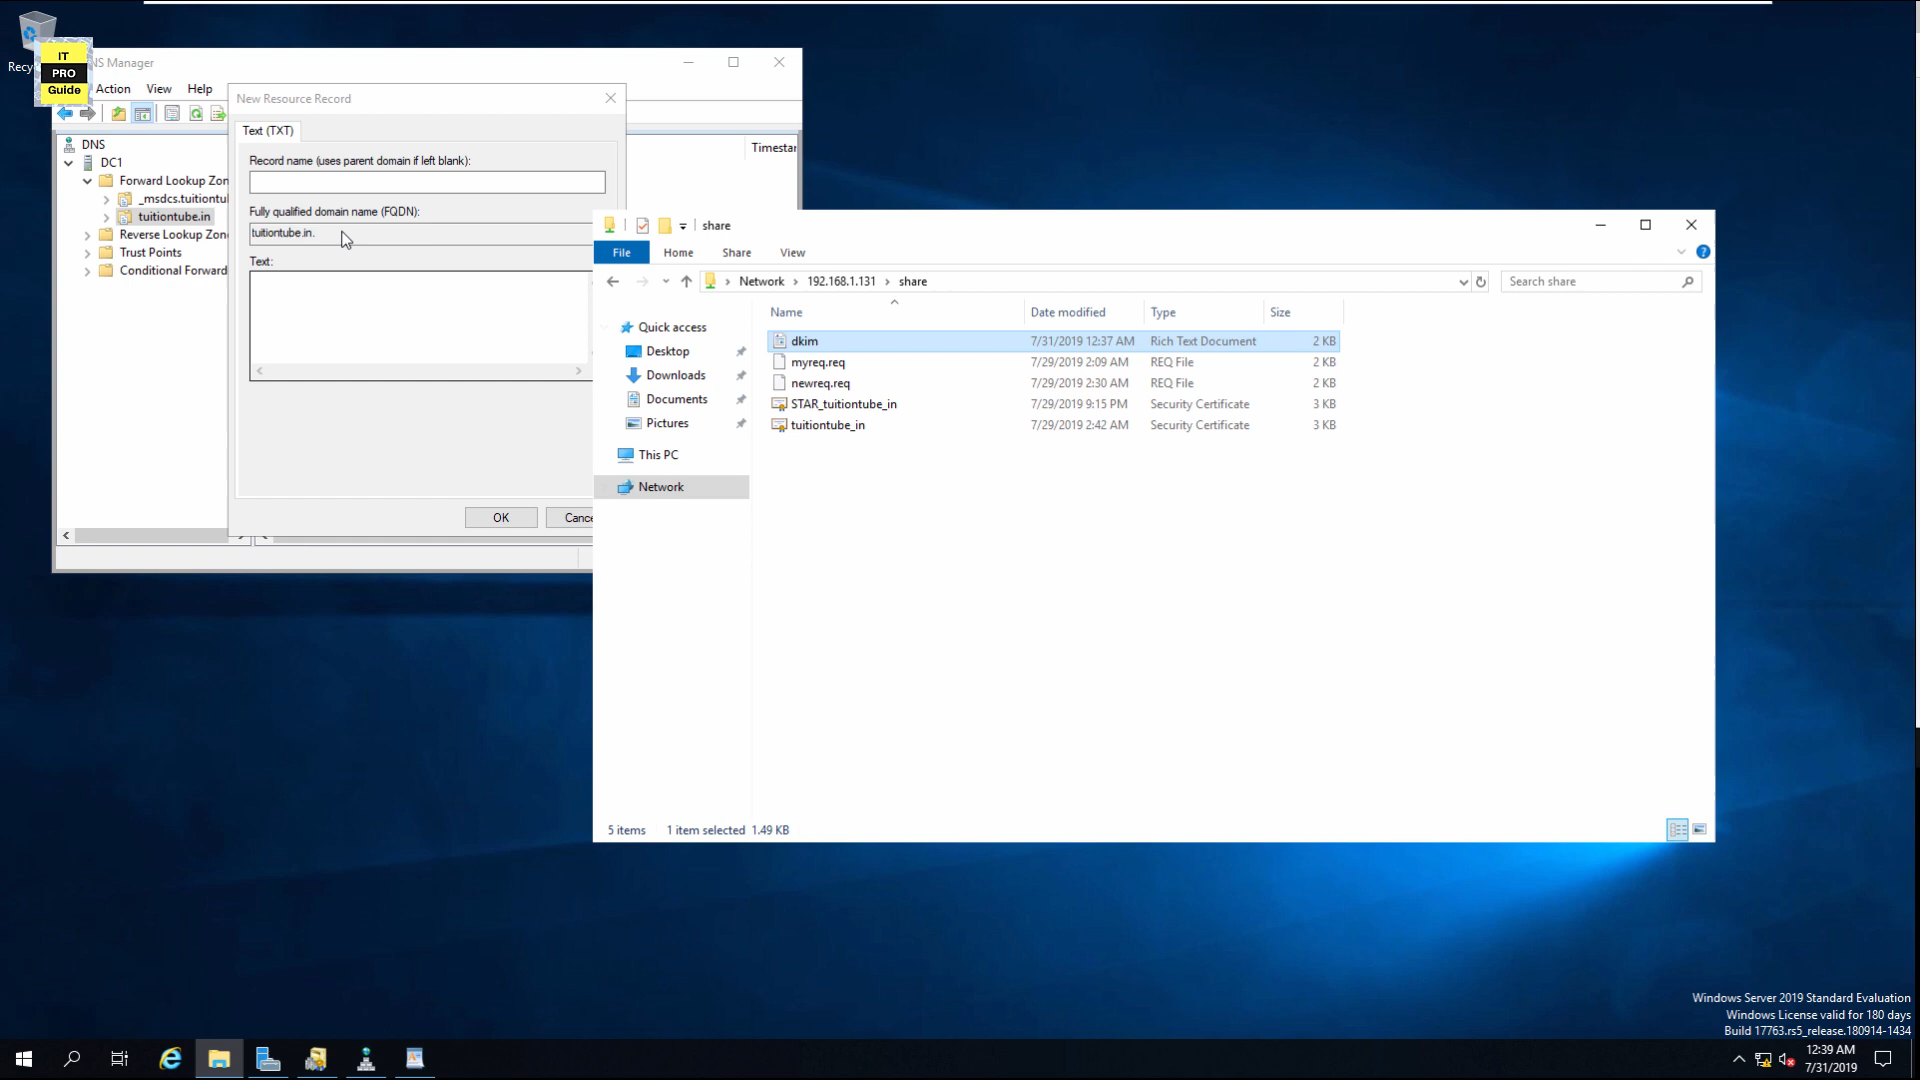 Recy
IT
PRO
Guide
NS Manager
Action View Help
DNS
DC1
Forward Lookup Zon
_msdcs.tuitiontu
tuitiontube.in
Reverse Lookup Zone
Trust Points
Conditional Forward
Timestar
New Resource Record
Text (TXT)
Record name (uses parent domain if left blank):
Fully qualified domain name (FQDN):
tuitiontube.in.
Text:
OK
Cance
share
File Home Share View
Network > 192.168.1.131 > share
Search share
Quick access
Desktop
Downloads
Documents
Pictures
This PC
Network
Name Date modified Type Size
dkim 7/31/2019 12:37 AM Rich Text Document 2 KB
myreq.req 7/29/2019 2:09 AM REQ File 2 KB
newreq.req 7/29/2019 2:30 AM REQ File 2 KB
STAR_tuitiontube_in 7/29/2019 9:15 PM Security Certificate 3 KB
tuitiontube_in 7/29/2019 2:42 AM Security Certificate 3 KB
5 items 1 item selected 1.49 KB
Windows Server 2019 Standard Evaluation
Windows License valid for 180 days
Build 17763.rs5_release.180914-1434
12:39 AM
7/31/2019